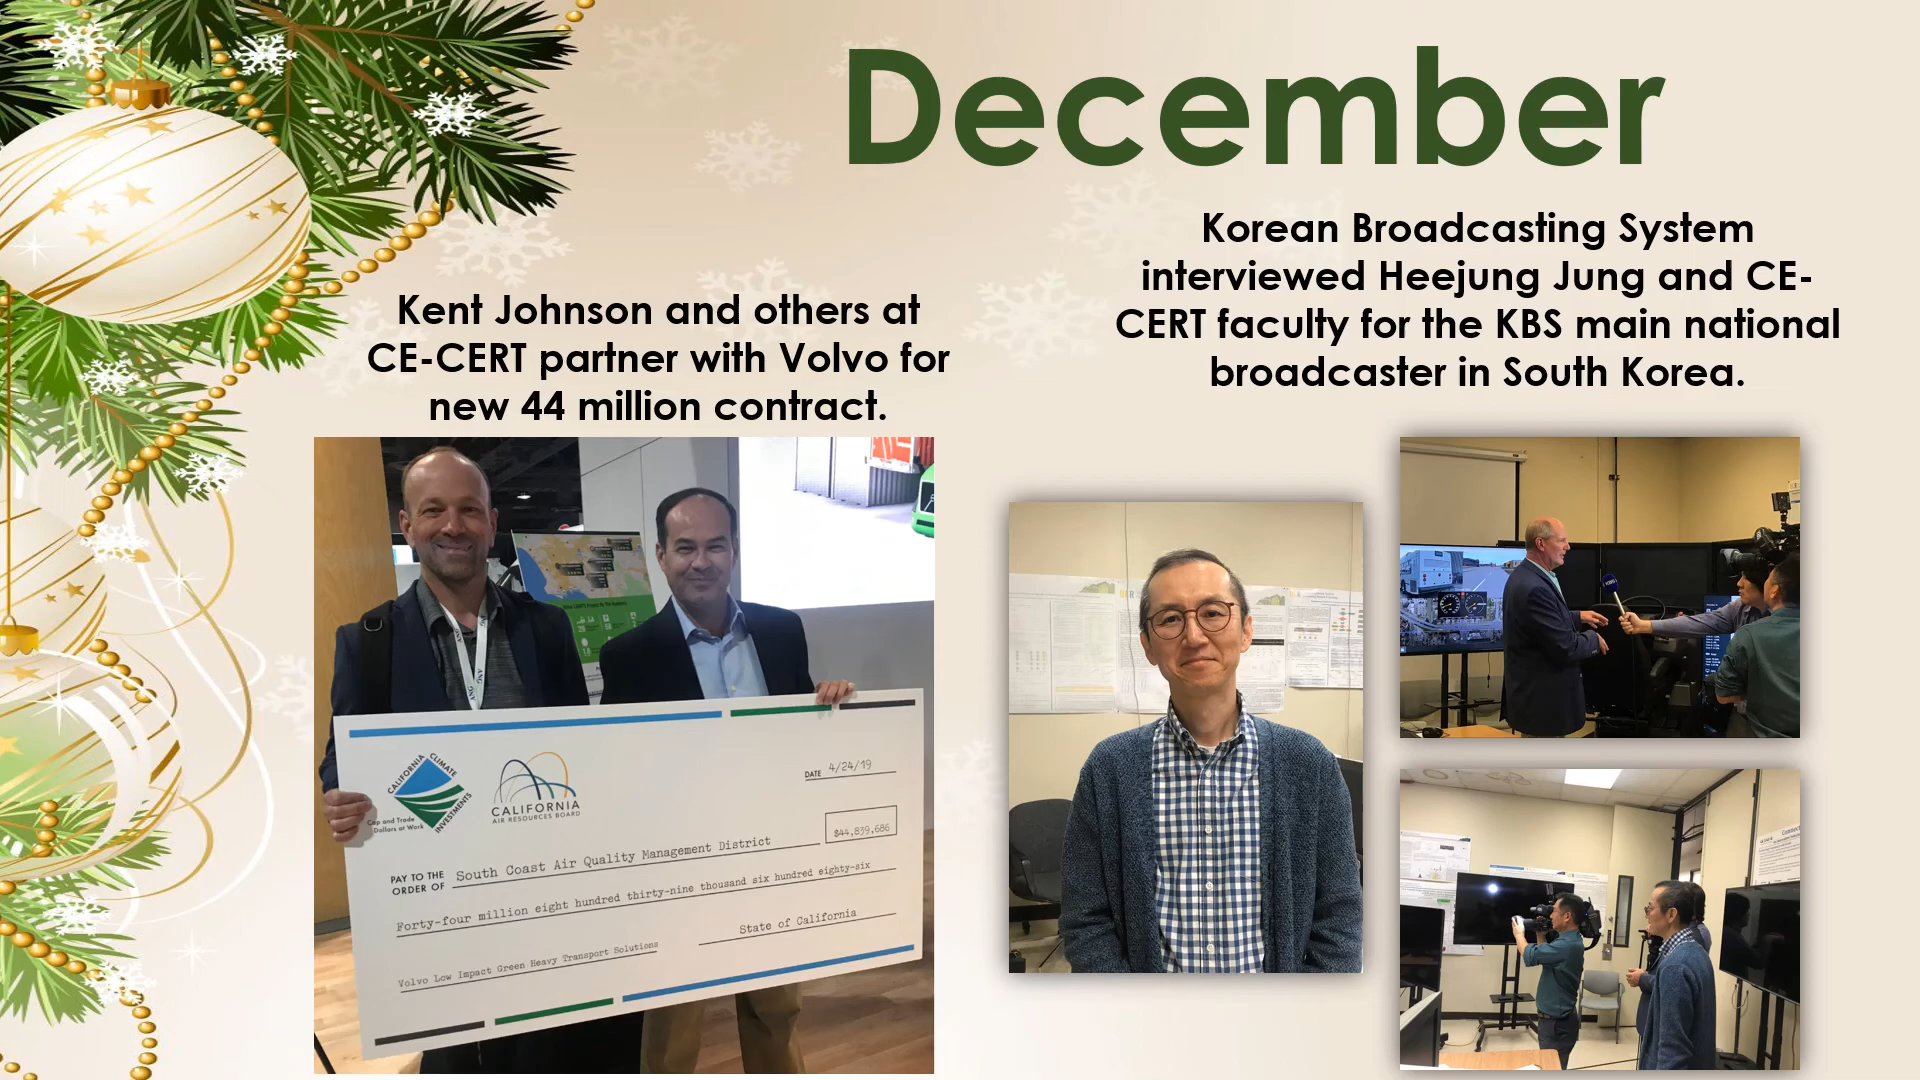 December
Kent Johnson and others at
CE-CERT partner with Volvo for
new 44 million contract.
Korean Broadcasting System
interviewed Heejung Jung and CE-
CERT faculty for the KBS main national
broadcaster in South Korea.
CALIFORNIA CLIMATE INVESTMENTS
Cap and Trade
Dollars at Work
CALIFORNIA
AIR RESOURCES BOARD
DATE 4/24/19
$44,839,686
PAY TO THE
ORDER OF
South Coast Air Quality Management District
Forty-four million eight hundred thirty-nine thousand six hundred eighty-six
State of California
Volvo Low Impact Green Heavy Transport Solutions
KBS